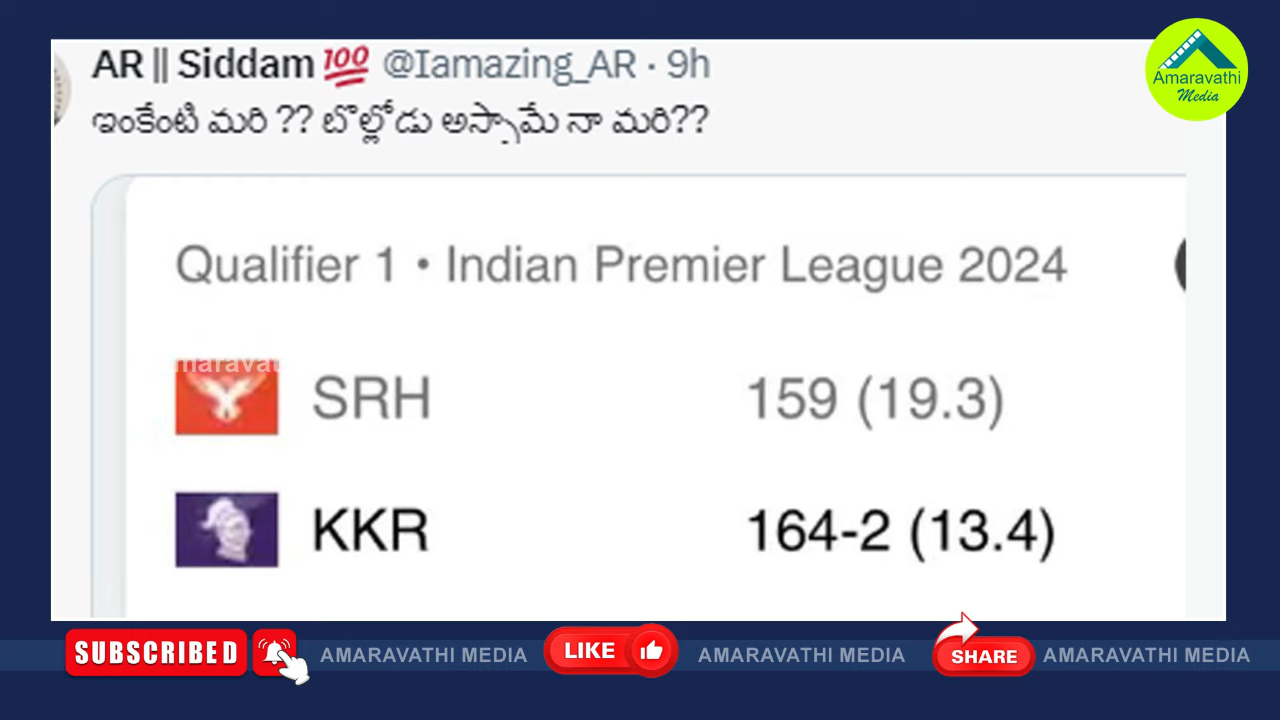 AR || Siddam 💯 @Iamazing_AR · 9h
ఇంకేంటి మరి ?? బొల్లోడు అస్సామే నా మరి??
Amaravathi
Media
Qualifier 1 • Indian Premier League 2024
SRH 159 (19.3)
KKR 164-2 (13.4)
SUBSCRIBED AMARAVATHI MEDIA LIKE AMARAVATHI MEDIA SHARE AMARAVATHI MEDIA